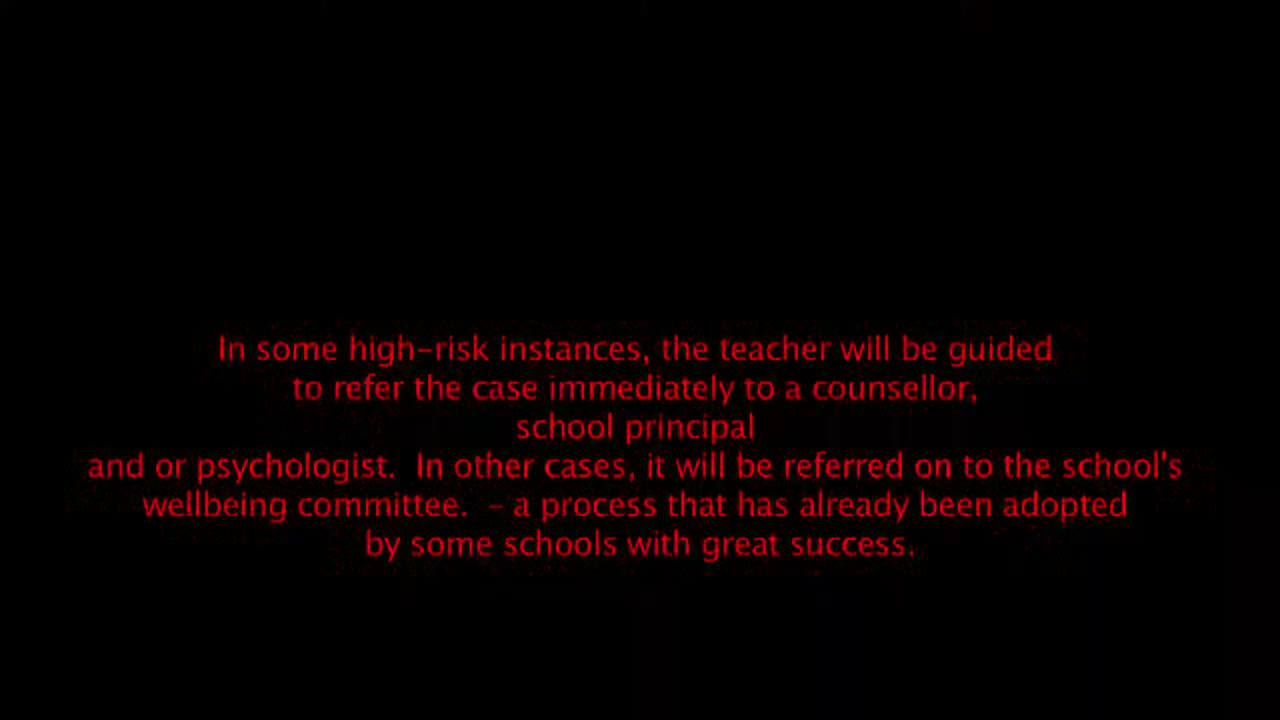 In some high-risk instances, the teacher will be guided
to refer the case immediately to a counsellor,
school principal
and or psychologist.  In other cases, it will be referred on to the school's
wellbeing committee.  - a process that has already been adopted
by some schools with great success.